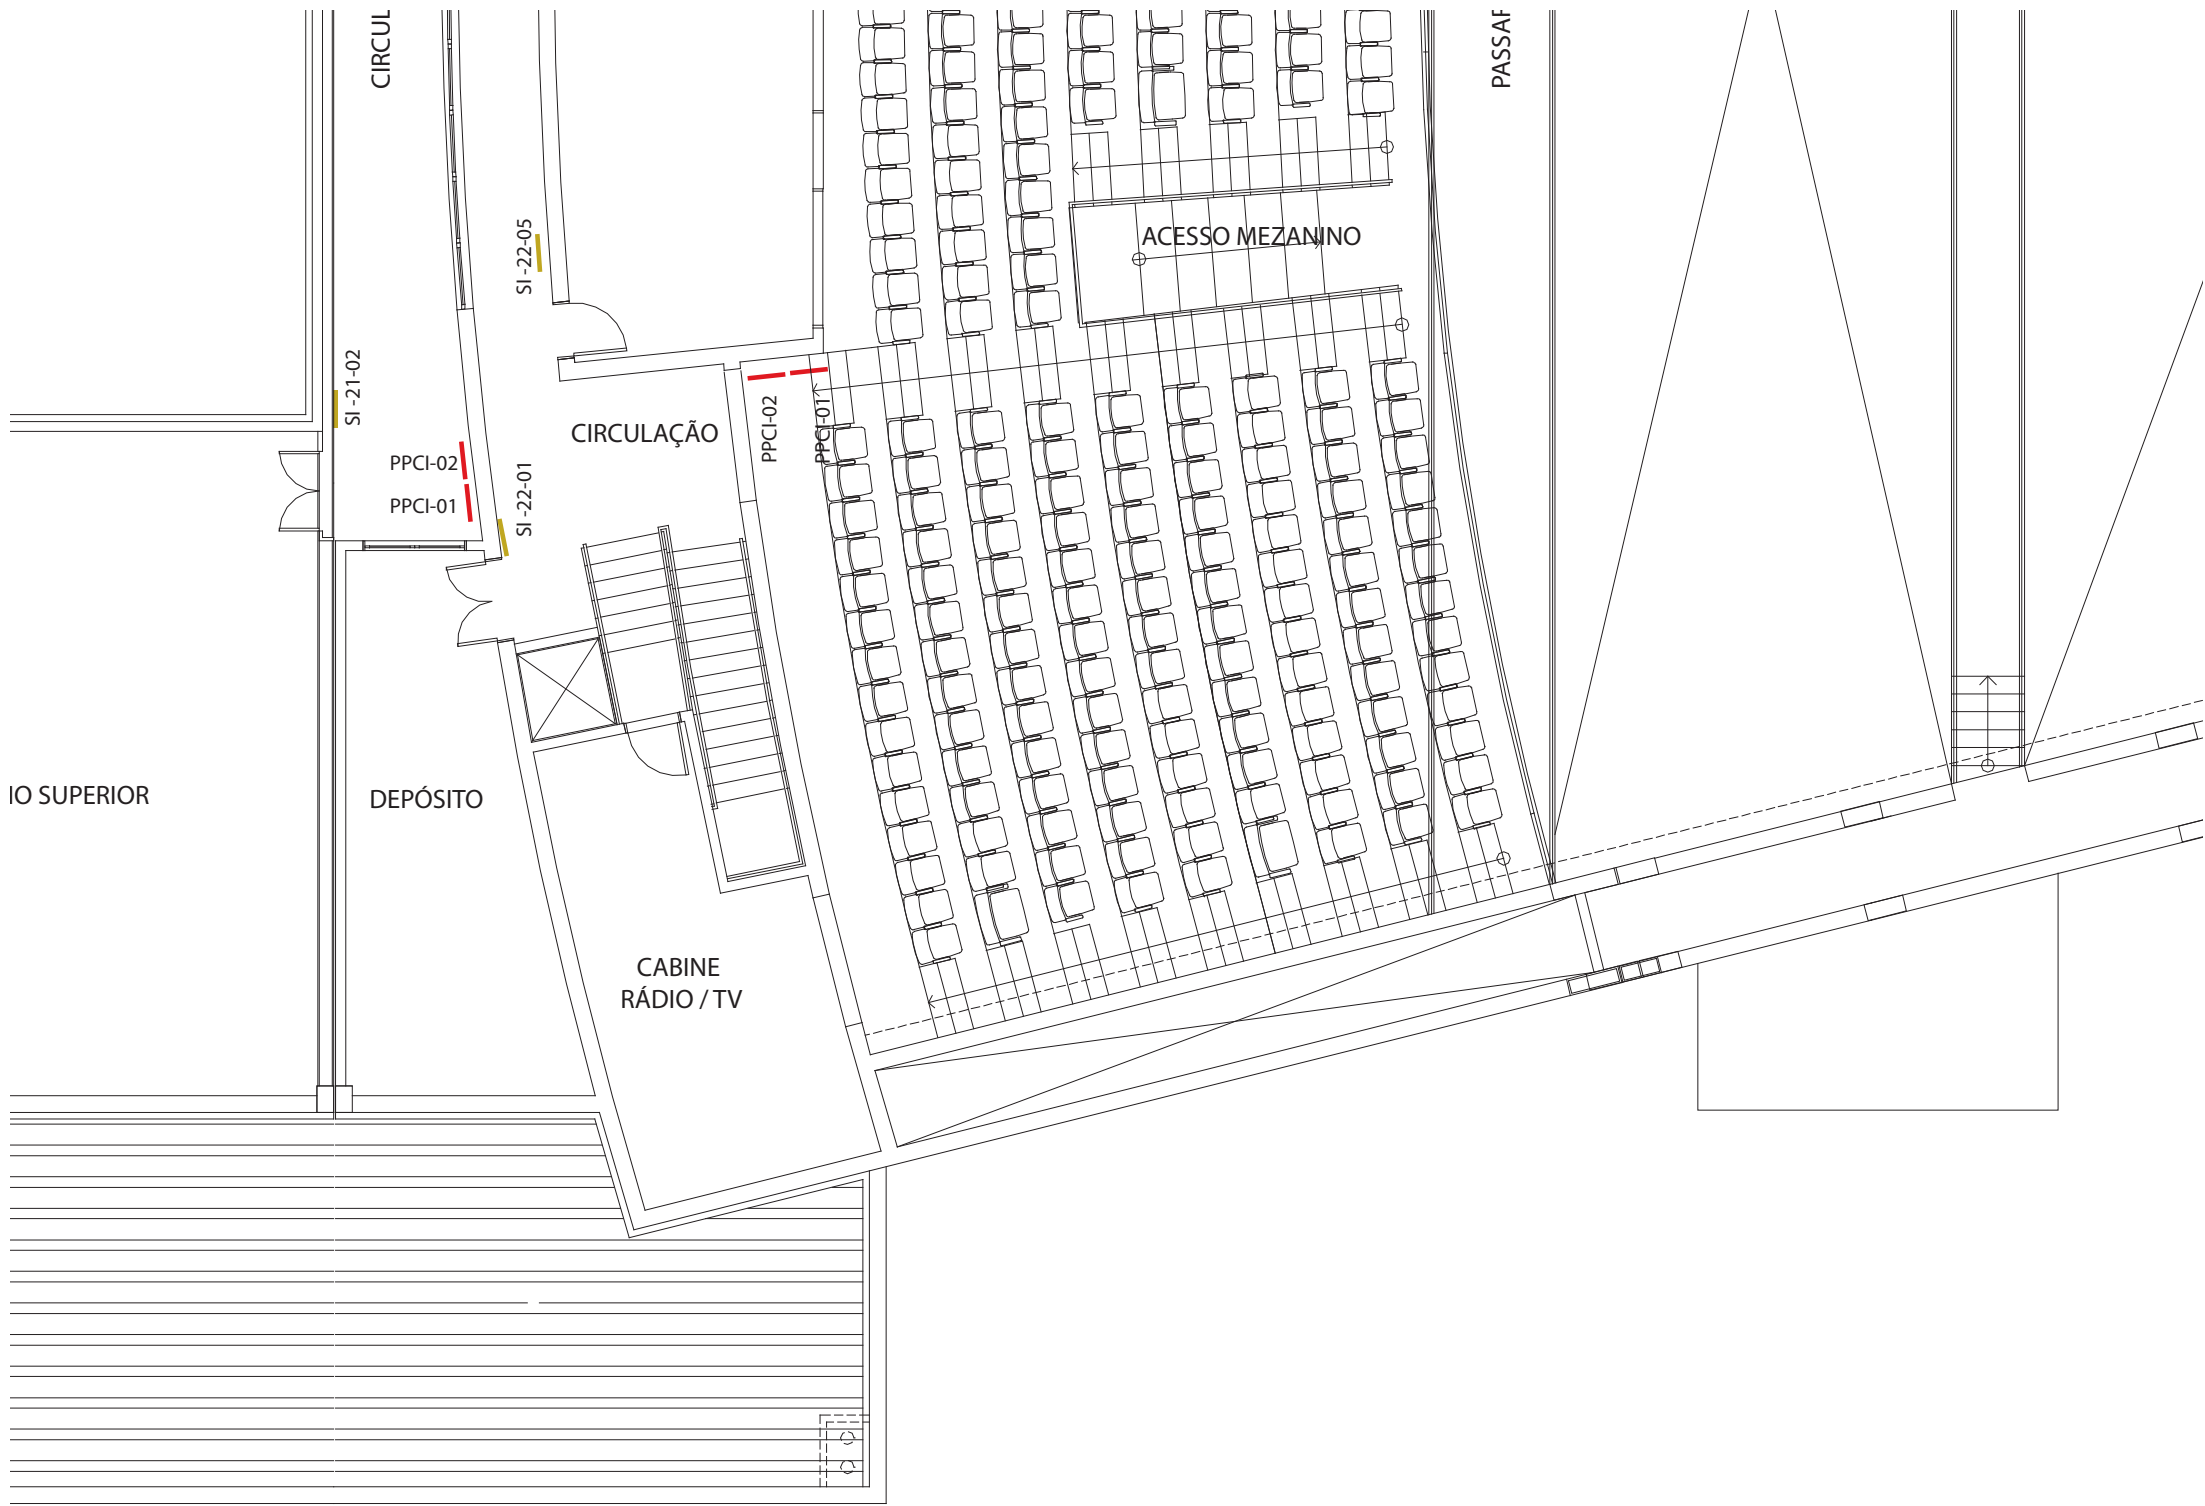 CIRCUL
PASSAR
SI -22-05
ACESSO MEZANINO
SI -21-02
PPCI-02
PPCI-01
CIRCULAÇÃO
PPCI-02
PPCI-01
SI -22-01
IO SUPERIOR
DEPÓSITO
CABINE
RÁDIO / TV